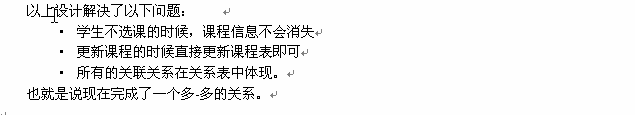 以上设计解决了以下问题：
• 学生不选课的时候，课程信息不会消失
• 更新课程的时候直接更新课程表即可
• 所有的关联关系在关系表中体现。
也就是说现在完成了一个多-多的关系。